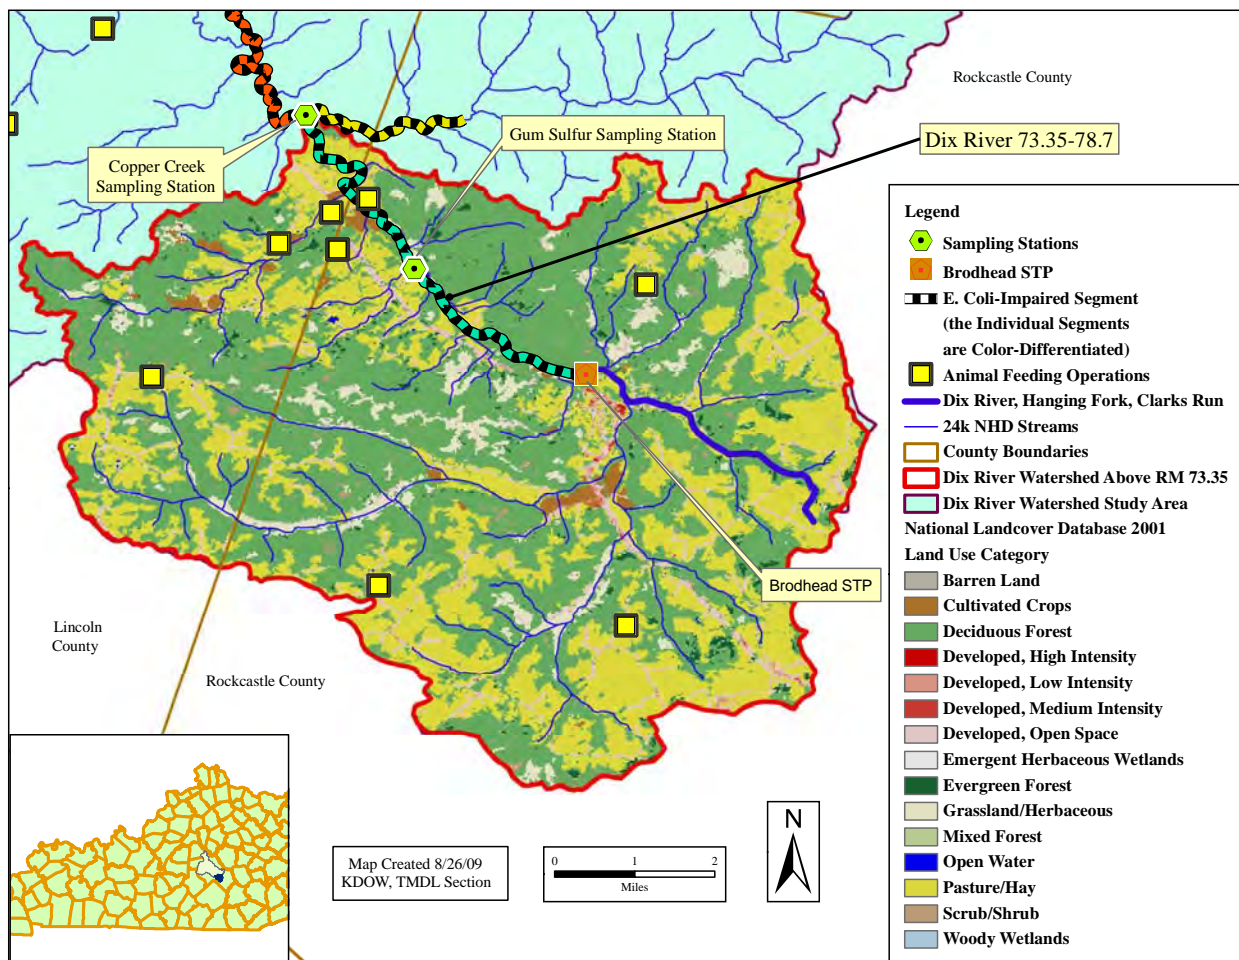 Rockcastle County
Gum Sulfur Sampling Station
Dix River 73.35-78.7
Copper Creek
Sampling Station
Brodhead STP
Lincoln
County
Rockcastle County
Legend
Sampling Stations
Brodhead STP
E. Coli-Impaired Segment
(the Individual Segments
are Color-Differentiated)
Animal Feeding Operations
Dix River, Hanging Fork, Clarks Run
24k NHD Streams
County Boundaries
Dix River Watershed Above RM 73.35
Dix River Watershed Study Area
National Landcover Database 2001
Land Use Category
Barren Land
Cultivated Crops
Deciduous Forest
Developed, High Intensity
Developed, Low Intensity
Developed, Medium Intensity
Developed, Open Space
Emergent Herbaceous Wetlands
Evergreen Forest
Grassland/Herbaceous
Mixed Forest
Open Water
Pasture/Hay
Scrub/Shrub
Woody Wetlands
Map Created 8/26/09
KDOW, TMDL Section
0 1 2
Miles
N